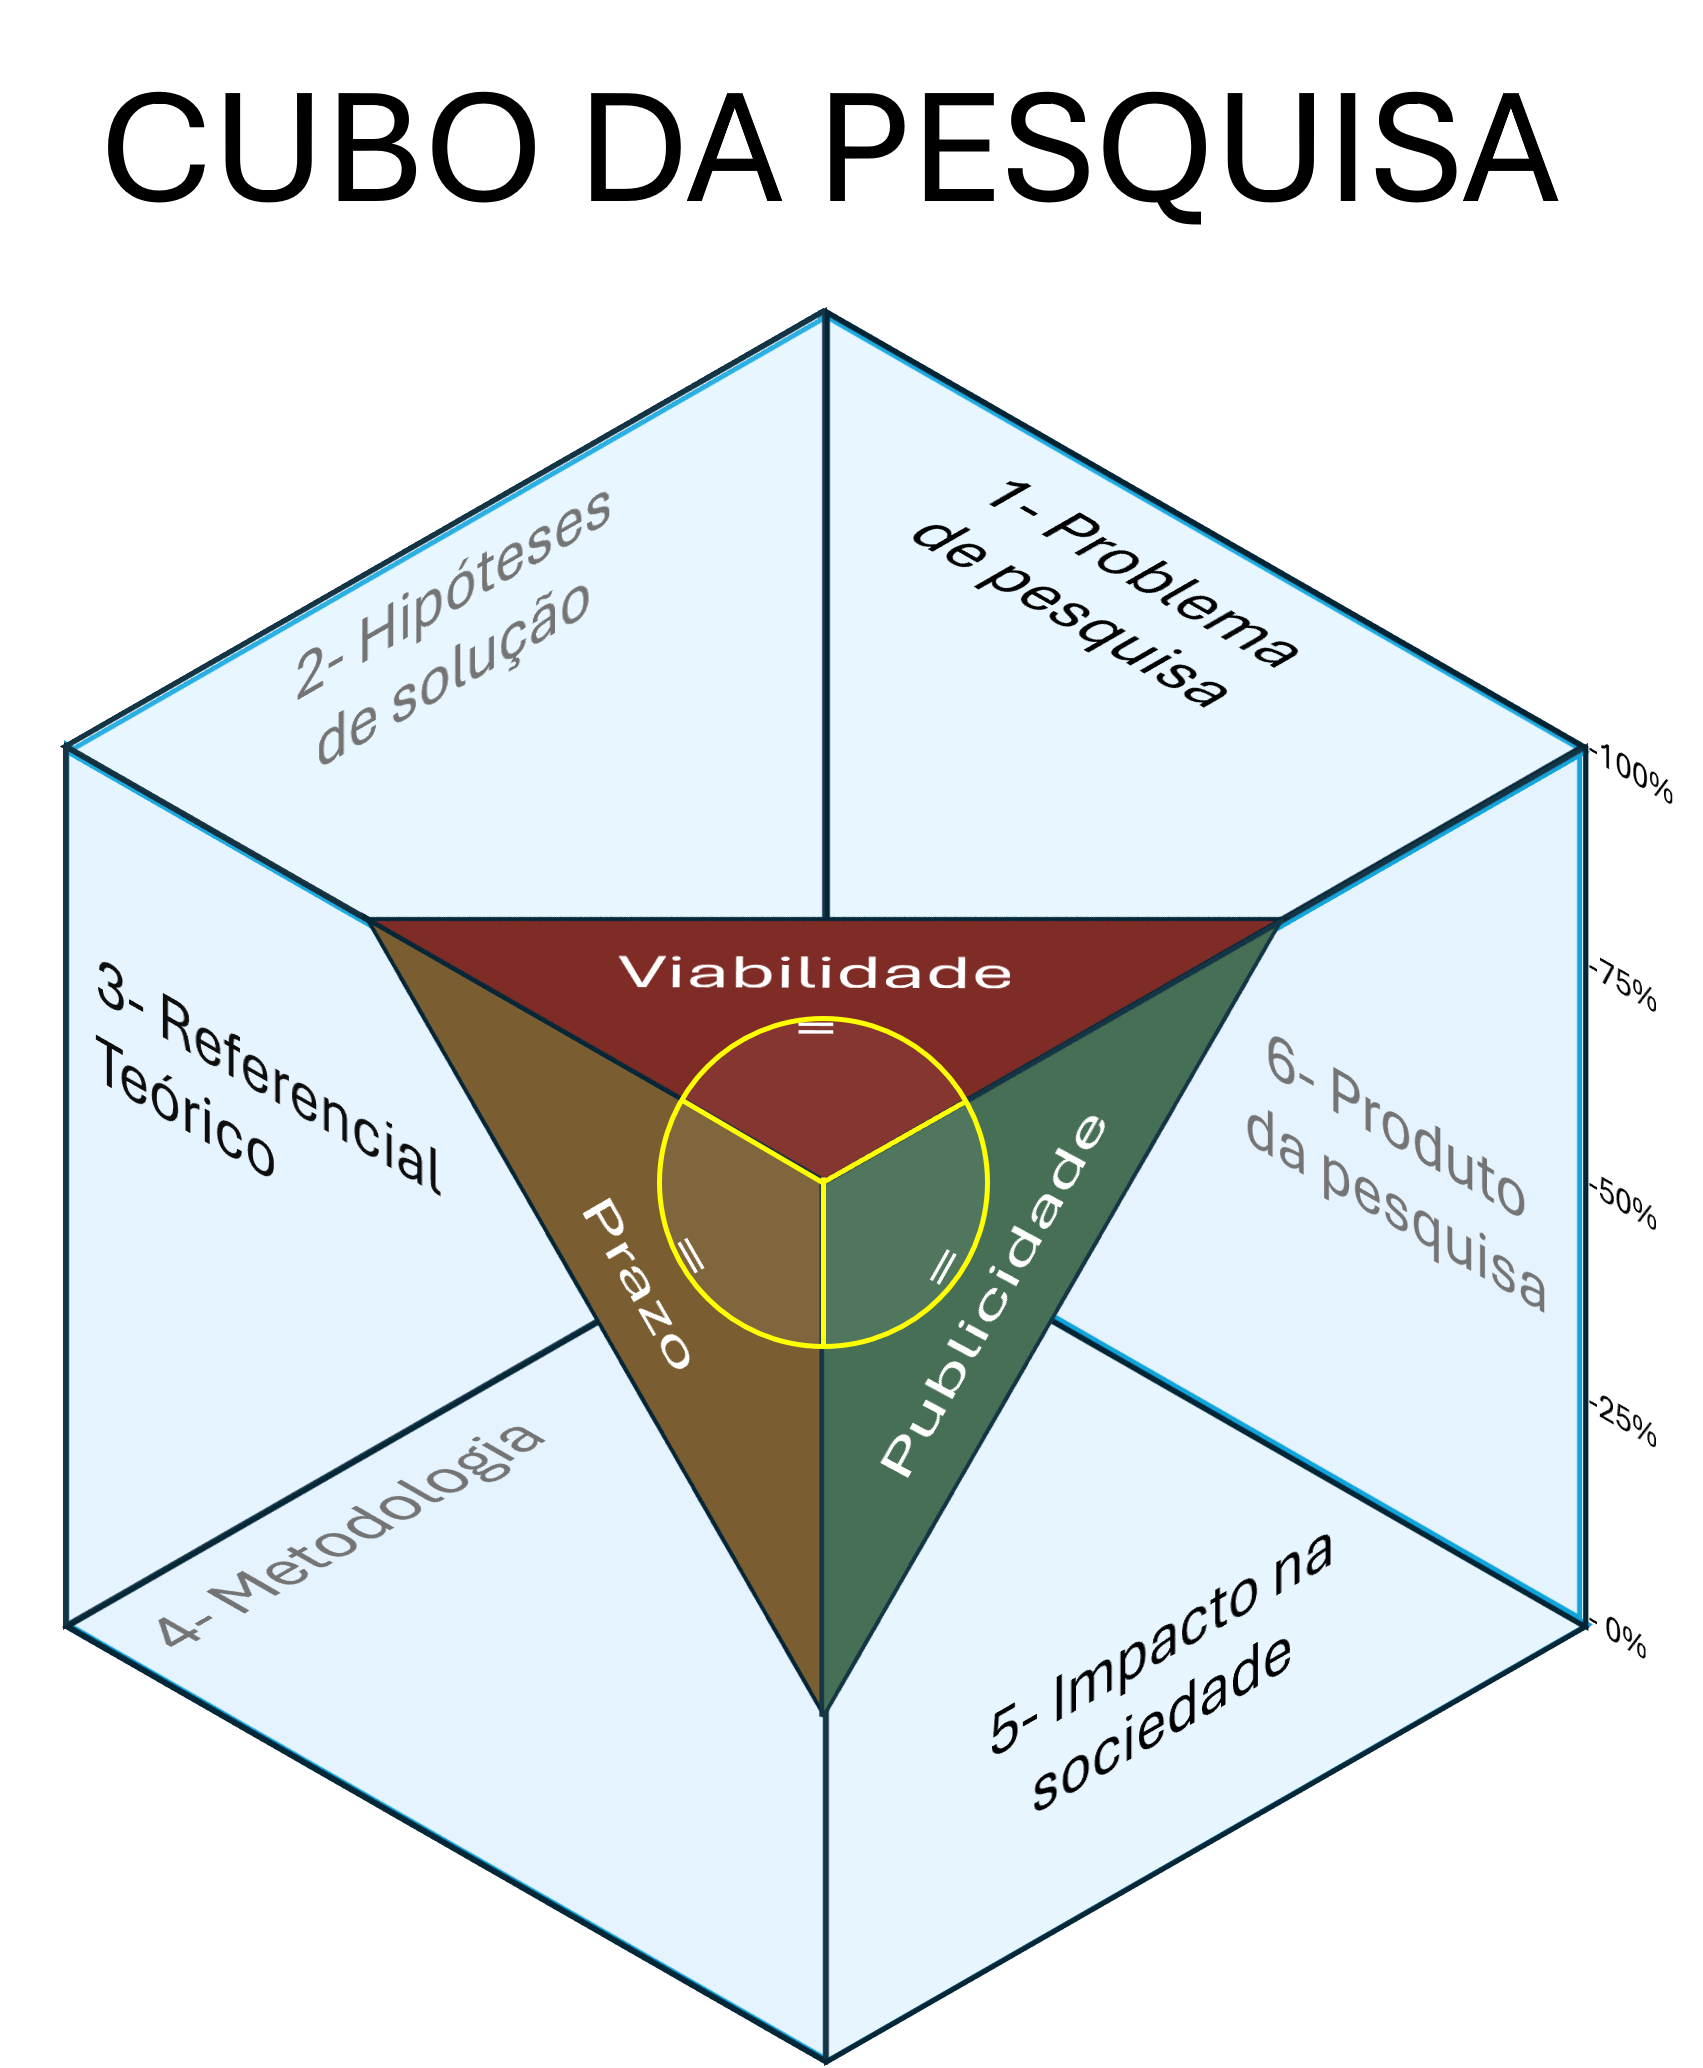 CUBO DA PESQUISA
1- Problema
de pesquisa
2- Hipóteses
de solução
3- Referencial
Teórico
4- Metodologia
5- Impacto na
sociedade
6- Produto
da pesquisa
Viabilidade
=
Prazo
=
Publicidade
=
-100%
-75%
-50%
-25%
- 0%